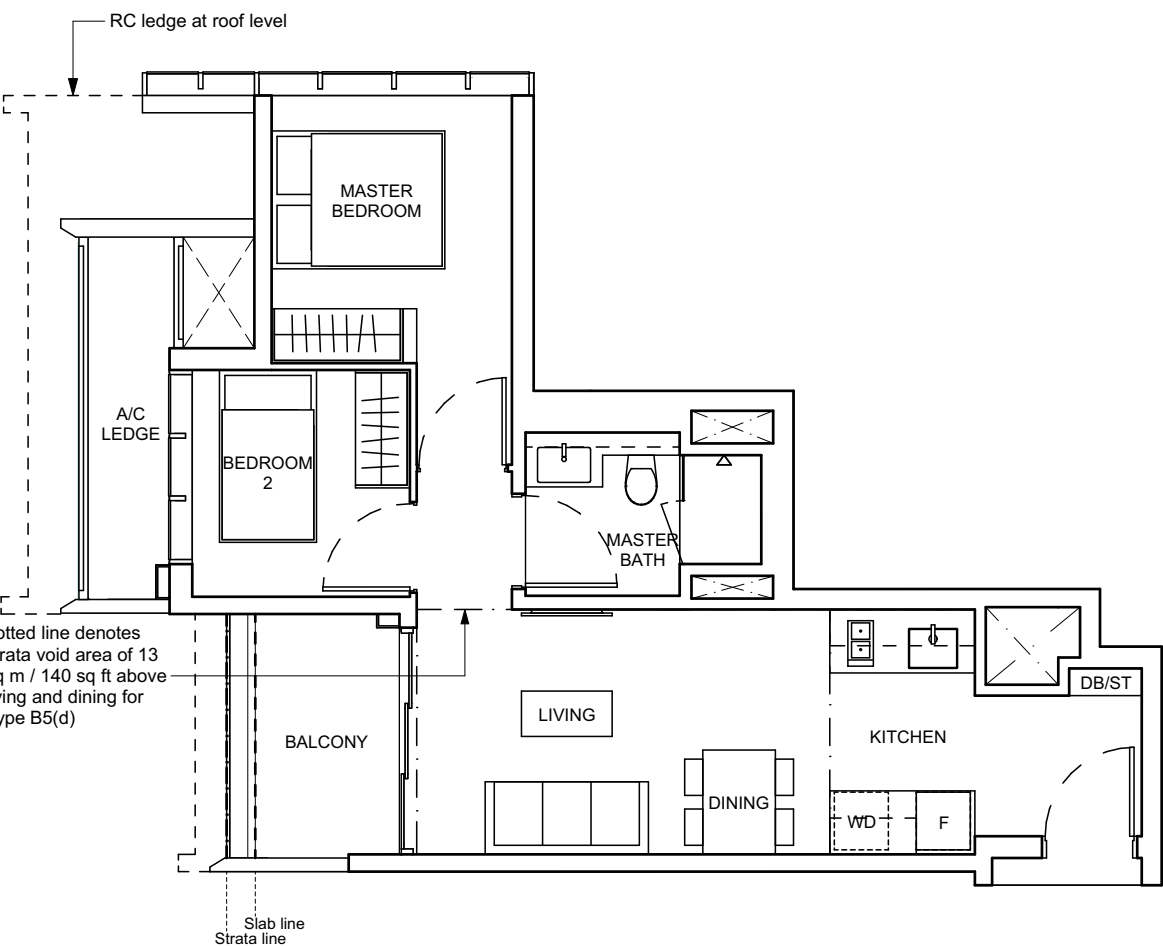 RC ledge at roof level
MASTER
BEDROOM
A/C
LEDGE
BEDROOM
2
MASTER
BATH
otted line denotes
rata void area of 13
q m / 140 sq ft above
ving and dining for
ype B5(d)
DB/ST
LIVING
KITCHEN
BALCONY
DINING
WD
F
Slab line
Strata line